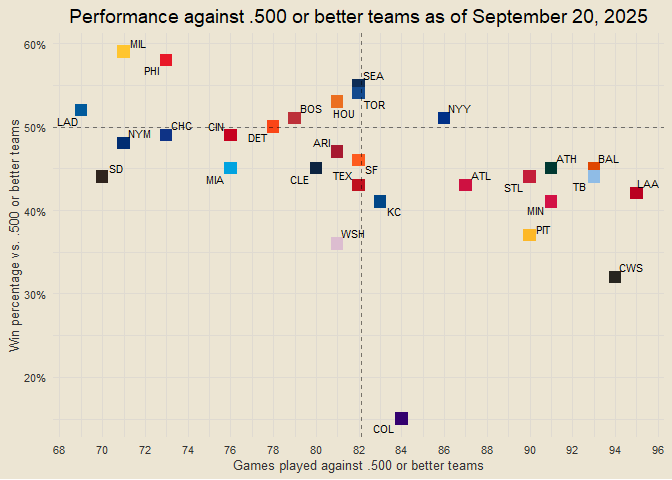 Performance against .500 or better teams as of September 20, 2025
Win percentage vs. .500 or better teams
60%
50%
40%
30%
20%
MIL
PHI
SEA
TOR
LAD
BOS
HOU
NYY
NYM
CHC
CIN
DET
ARI
SD
MIA
CLE
TEX
SF
KC
ATL
STL
ATH
BAL
TB
LAA
MIN
WSH
PIT
CWS
COL
68 70 72 74 76 78 80 82 84 86 88 90 92 94 96
Games played against .500 or better teams